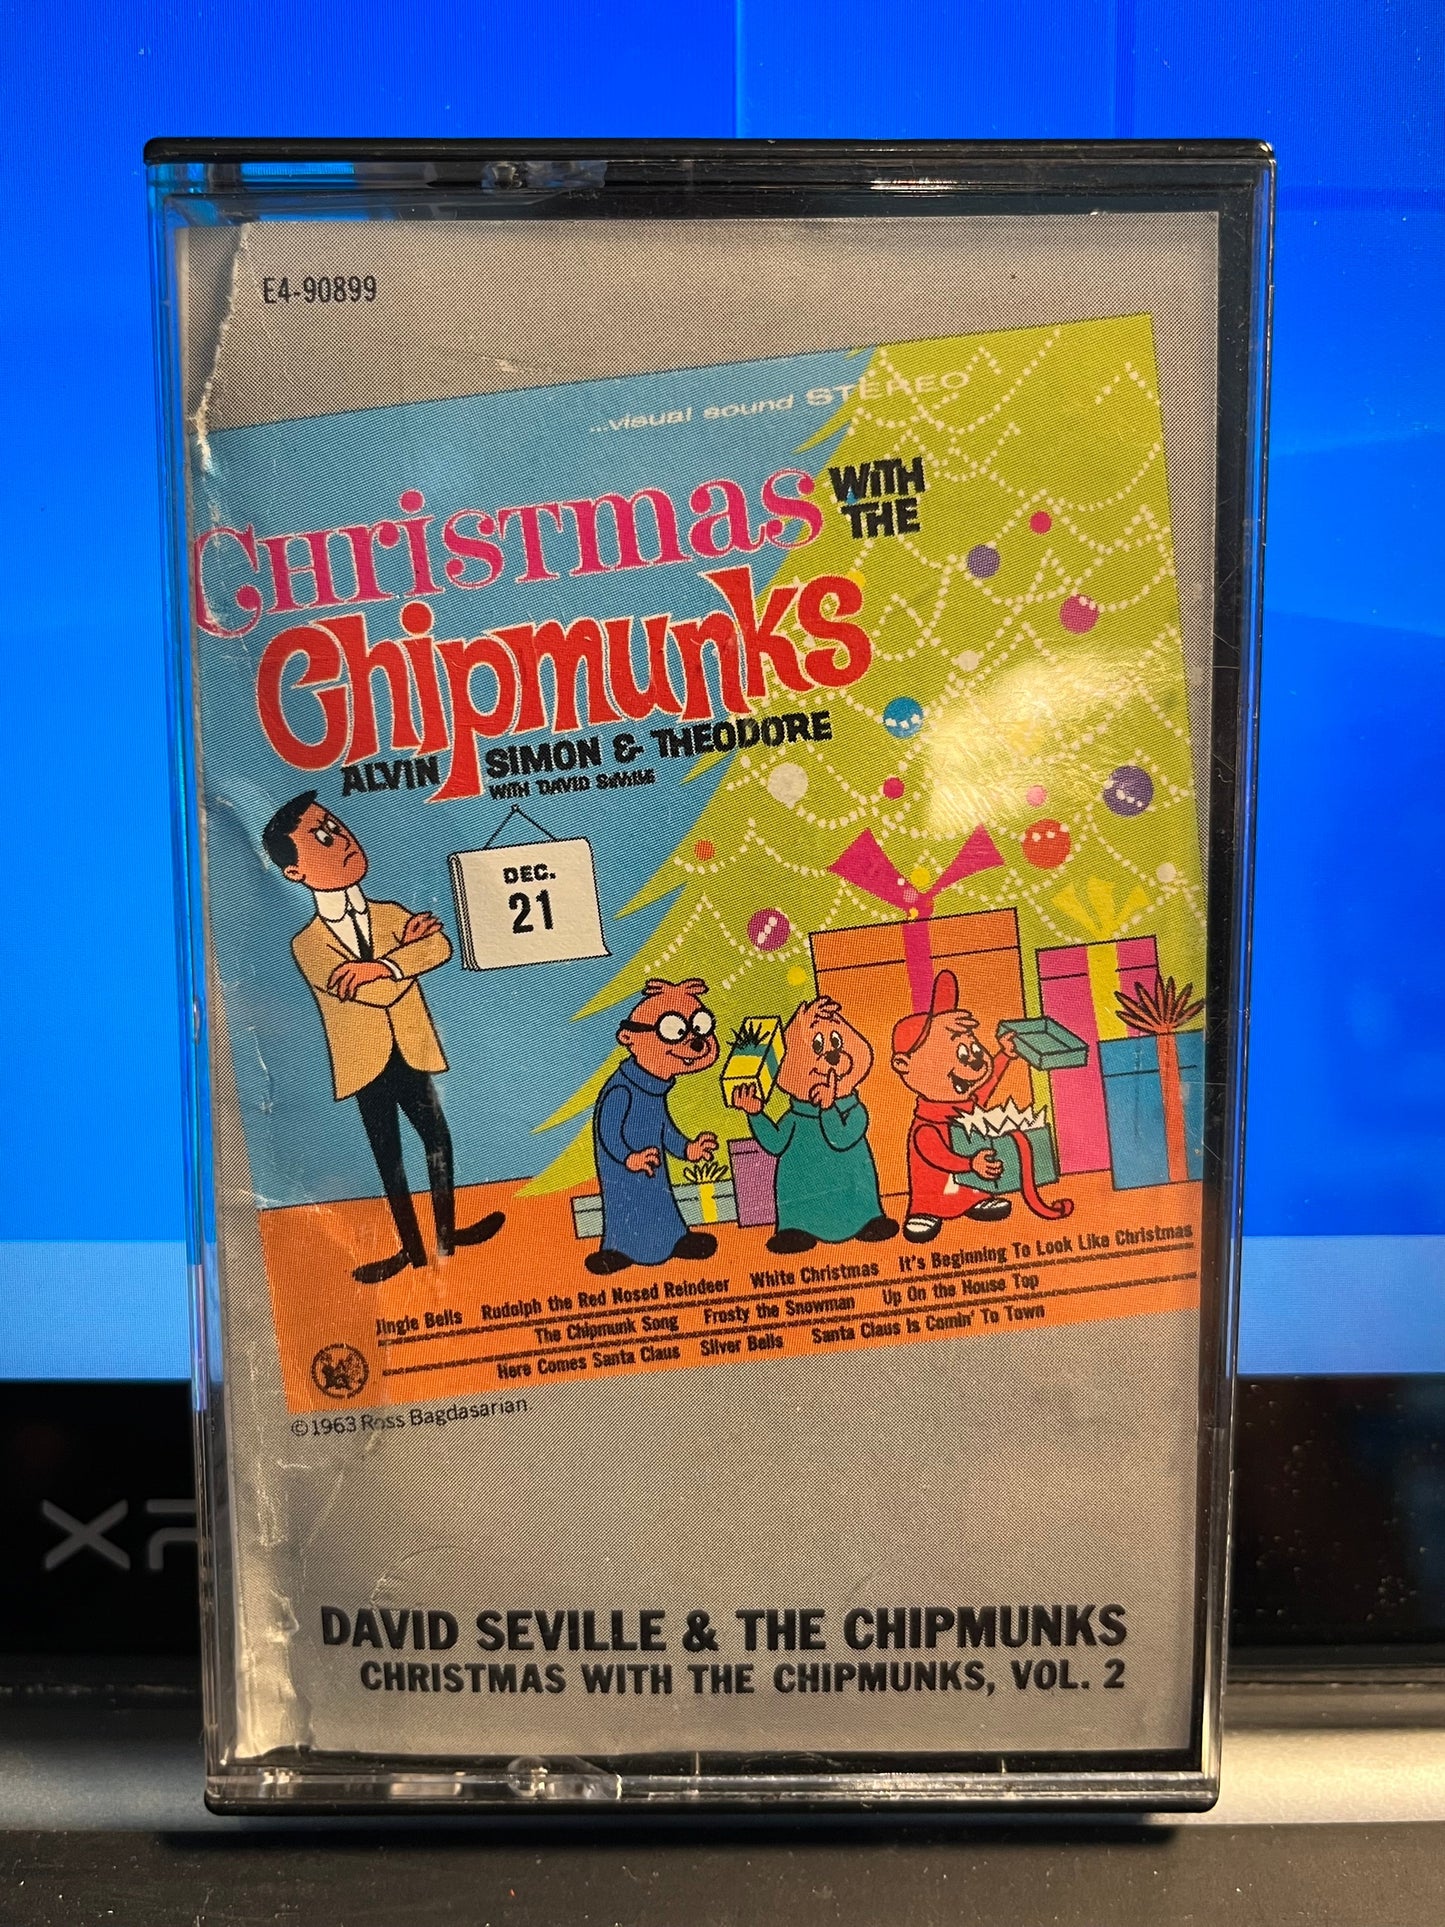 E4-90899
...visual sound STEREO
CHRISTMAS WITH THE
Chipmunks
ALVIN SIMON & THEODORE
WITH DAVID SEVILLE
DEC.
21
Jingle Bells Rudolph the Red Nosed Reindeer White Christmas It's Beginning To Look Like Christmas
The Chipmunk Song Frosty the Snowman Up On the House Top
Here Comes Santa Claus Silver Bells Santa Claus Is Comin' To Town
©1963 Ross Bagdasarian.
DAVID SEVILLE & THE CHIPMUNKS
CHRISTMAS WITH THE CHIPMUNKS, VOL. 2